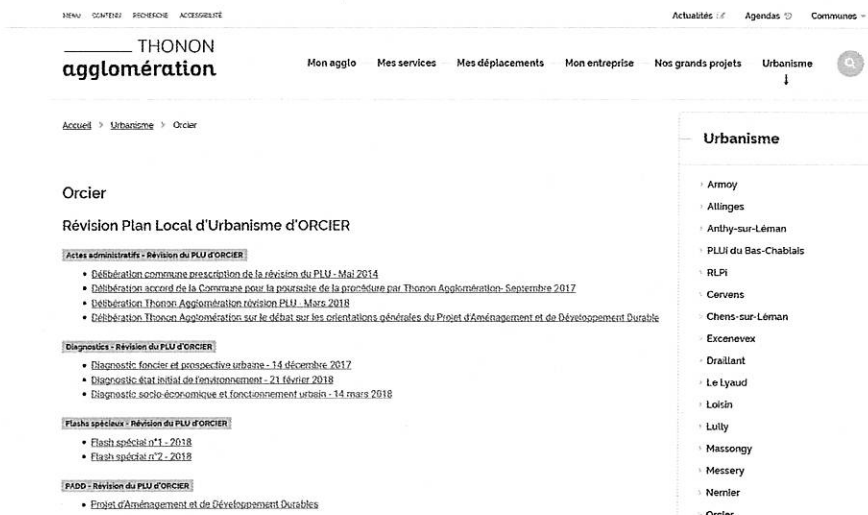 MENU CONTENU RECHERCHE ACCESSIBILITÉ
Actualités Agendas Communes
THONON
agglomération
Mon agglo Mes services Mes déplacements Mon entreprise Nos grands projets Urbanisme
Accueil > Urbanisme > Orcier
Orcier
Révision Plan Local d'Urbanisme d'ORCIER
Actes administratifs - Révision du PLU d'ORCIER
• Délibération commune prescription de la révision du PLU - Mai 2014
• Délibération accord de la Commune pour la poursuite de la procédure par Thonon Agglomération- Septembre 2017
• Délibération Thonon Agglomération révision PLU - Mars 2018
• Délibération Thonon Agglomération sur le débat sur les orientations générales du Projet d'Aménagement et de Développement Durable
Diagnostics - Révision du PLU d'ORCIER
• Diagnostic foncier et prospective urbaine - 14 décembre 2017
• Diagnostic état initial de l'environnement - 21 février 2018
• Diagnostic socio-économique et fonctionnement urbain - 14 mars 2018
Flashs spéciaux - Révision du PLU d'ORCIER
• Flash spécial n°1 - 2018
• Flash spécial n°2 - 2018
PADD - Révision du PLU d'ORCIER
• Projet d'Aménagement et de Développement Durables
Urbanisme
Armoy
Allinges
Anthy-sur-Léman
PLUi du Bas-Chablais
RLPi
Cervens
Chens-sur-Léman
Excenevex
Draillant
Le Lyaud
Loisin
Lully
Massongy
Messery
Nernier
Orcier